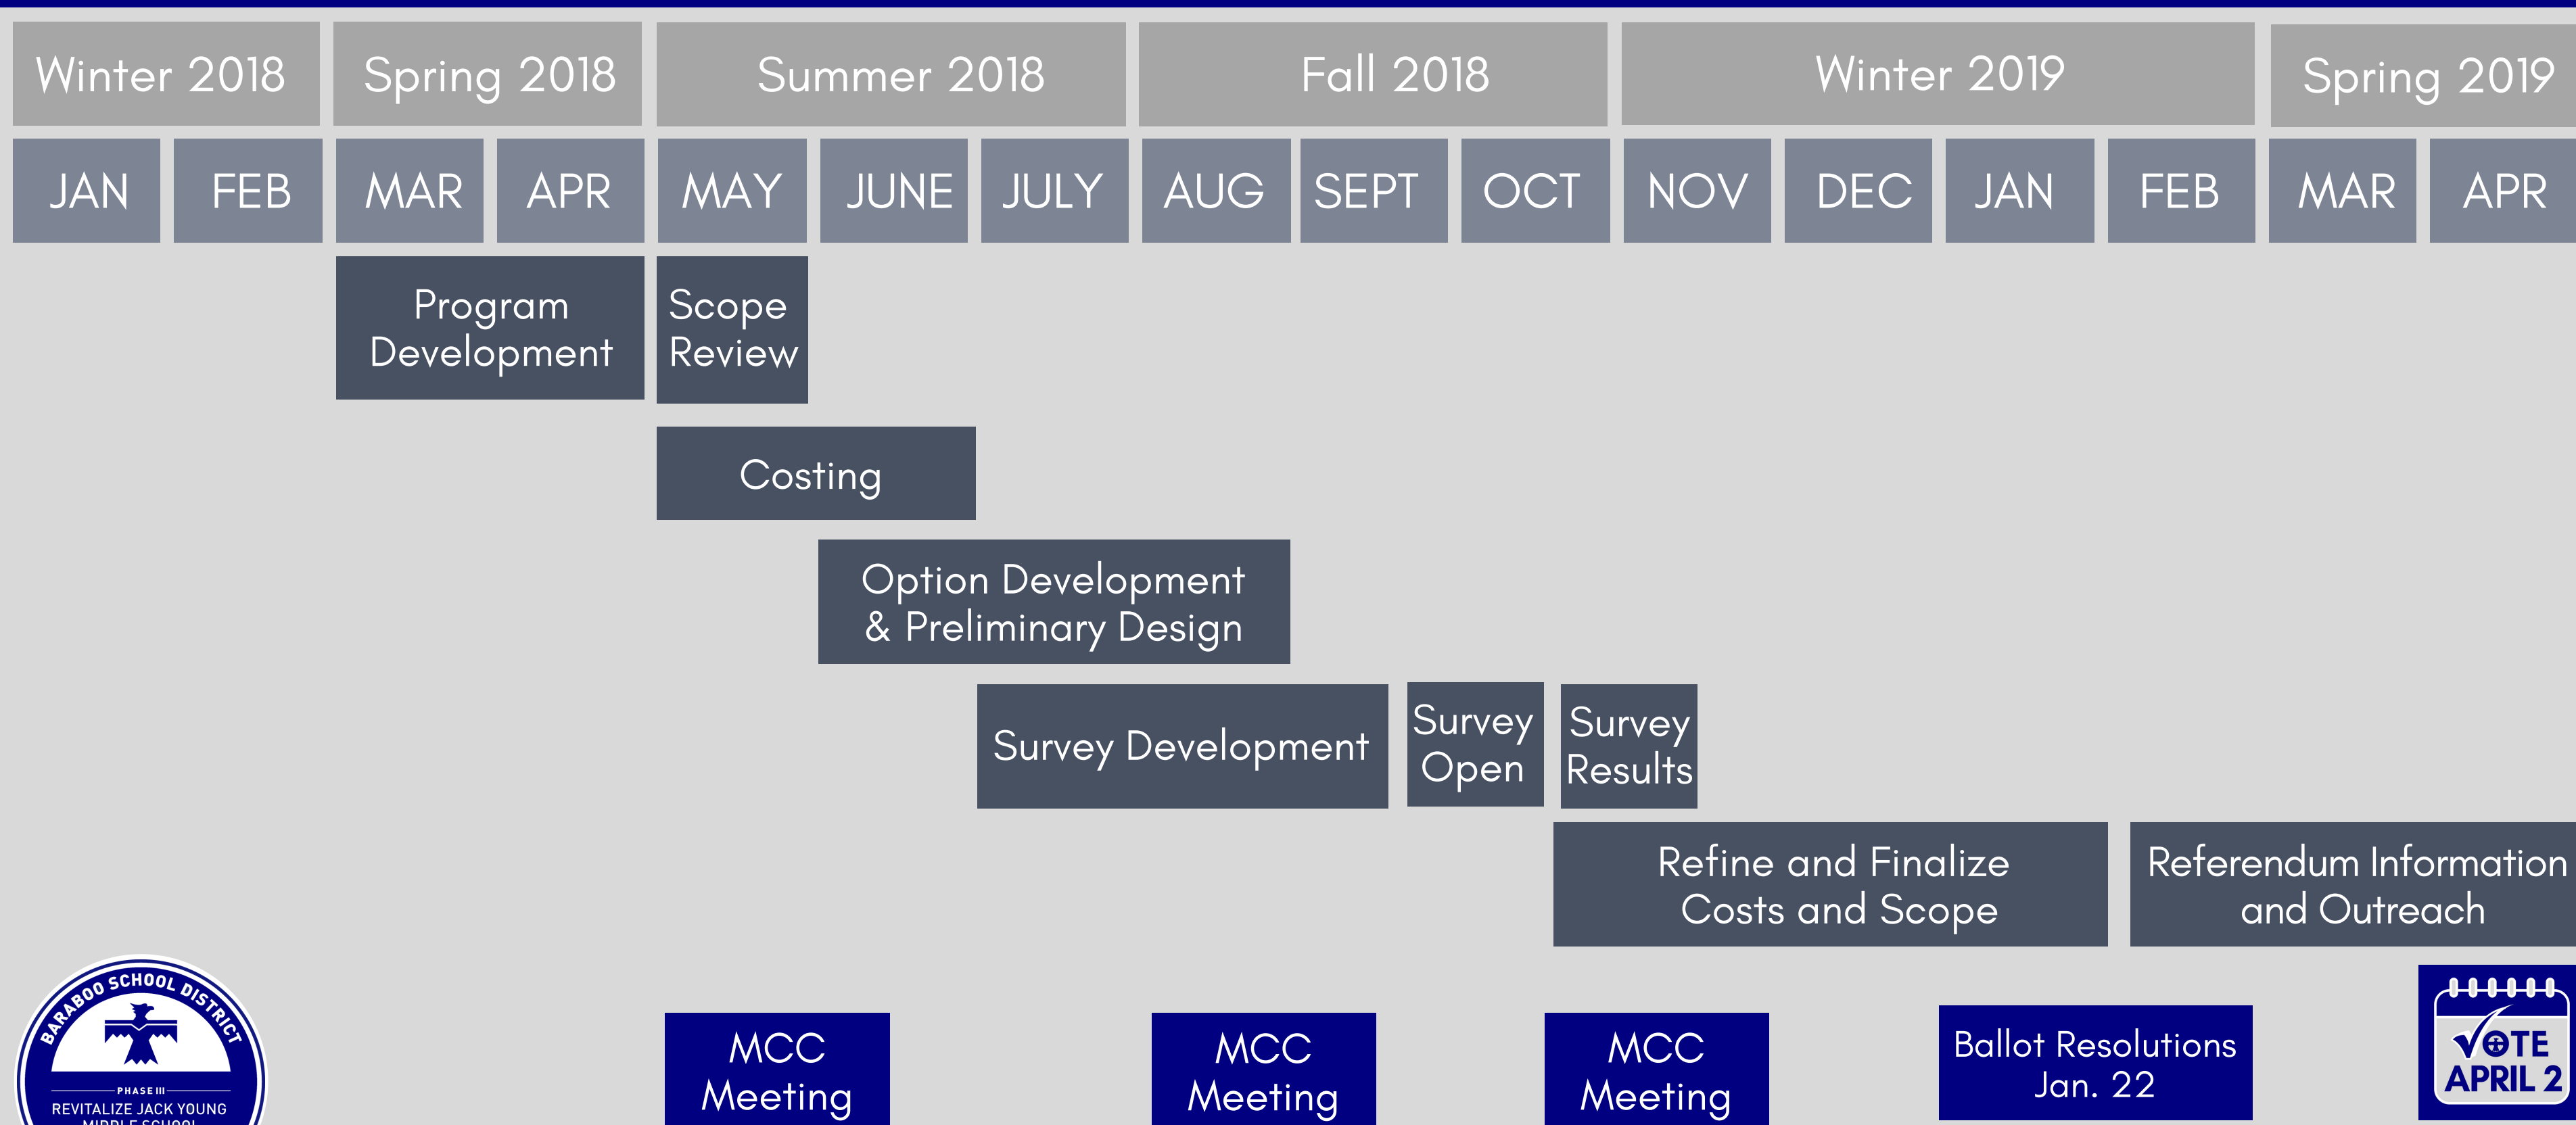 Winter 2018
Spring 2018
Summer 2018
Fall 2018
Winter 2019
Spring 2019
JAN
FEB
MAR
APR
MAY
JUNE
JULY
AUG
SEPT
OCT
NOV
DEC
JAN
FEB
MAR
APR
Program
Development
Scope
Review
Costing
Option Development
& Preliminary Design
Survey Development
Survey
Open
Survey
Results
Refine and Finalize
Costs and Scope
Referendum Information
and Outreach
BARABOO SCHOOL DISTRICT
PHASE III
REVITALIZE JACK YOUNG
MIDDLE SCHOOL
MCC
Meeting
MCC
Meeting
MCC
Meeting
Ballot Resolutions
Jan. 22
VOTE
APRIL 2